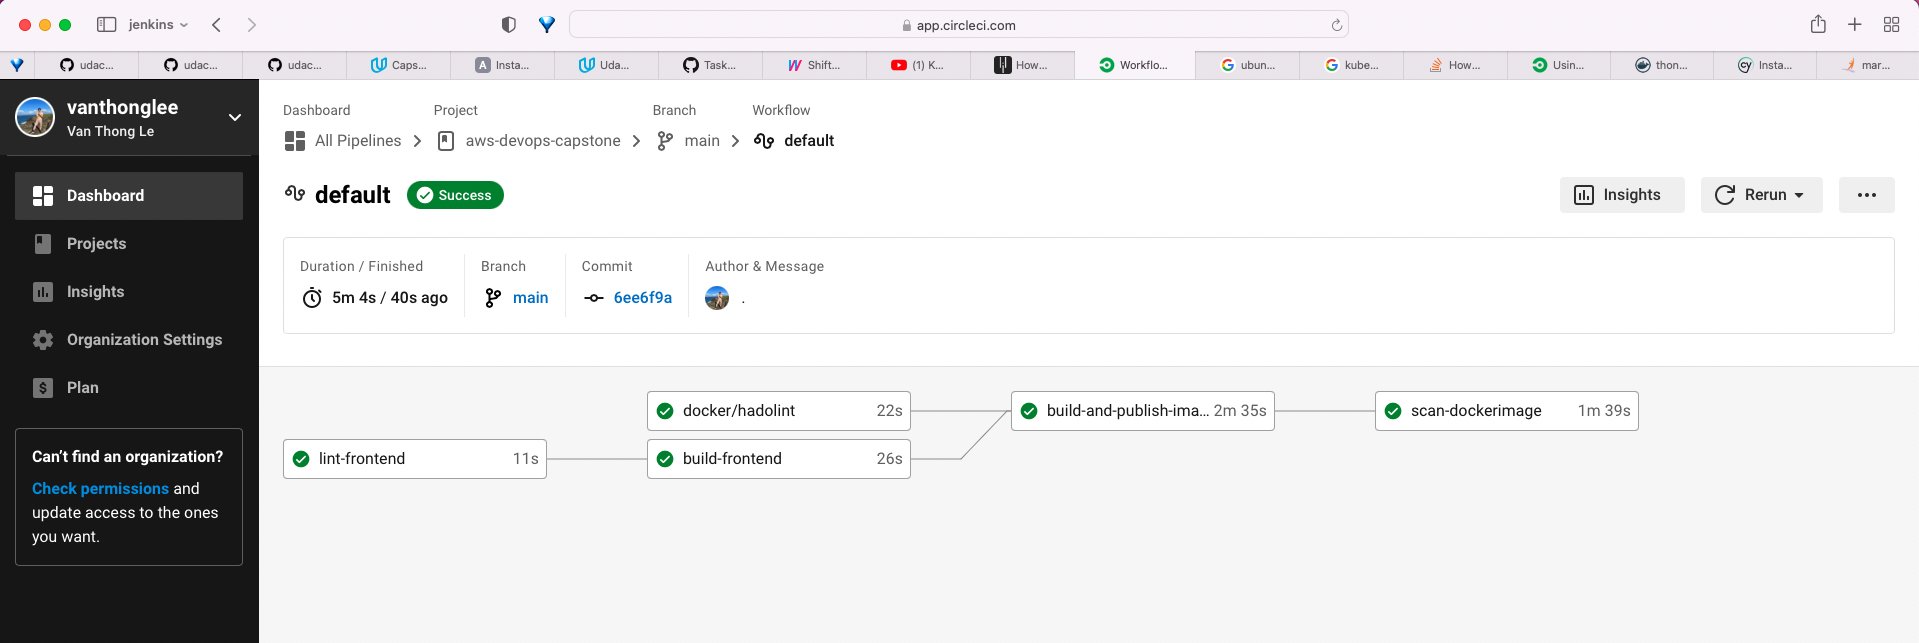 jenkins
app.circleci.com
udac...
udac...
udac...
Caps...
Insta...
Uda...
Task...
Shift...
(1) K...
How...
Workflo...
ubun...
kube...
How...
Usin...
thon...
Insta...
mar...
vanthonglee
Van Thong Le
Dashboard
Projects
Insights
Organization Settings
Plan
Can't find an organization?
Check permissions and
update access to the ones
you want.
Dashboard Project Branch Workflow
All Pipelines aws-devops-capstone main default
default Success
Insights Rerun
Duration / Finished Branch Commit Author & Message
5m 4s / 40s ago main 6ee6f9a .
docker/hadolint 22s build-and-publish-ima... 2m 35s scan-dockerimage 1m 39s
lint-frontend 11s build-frontend 26s